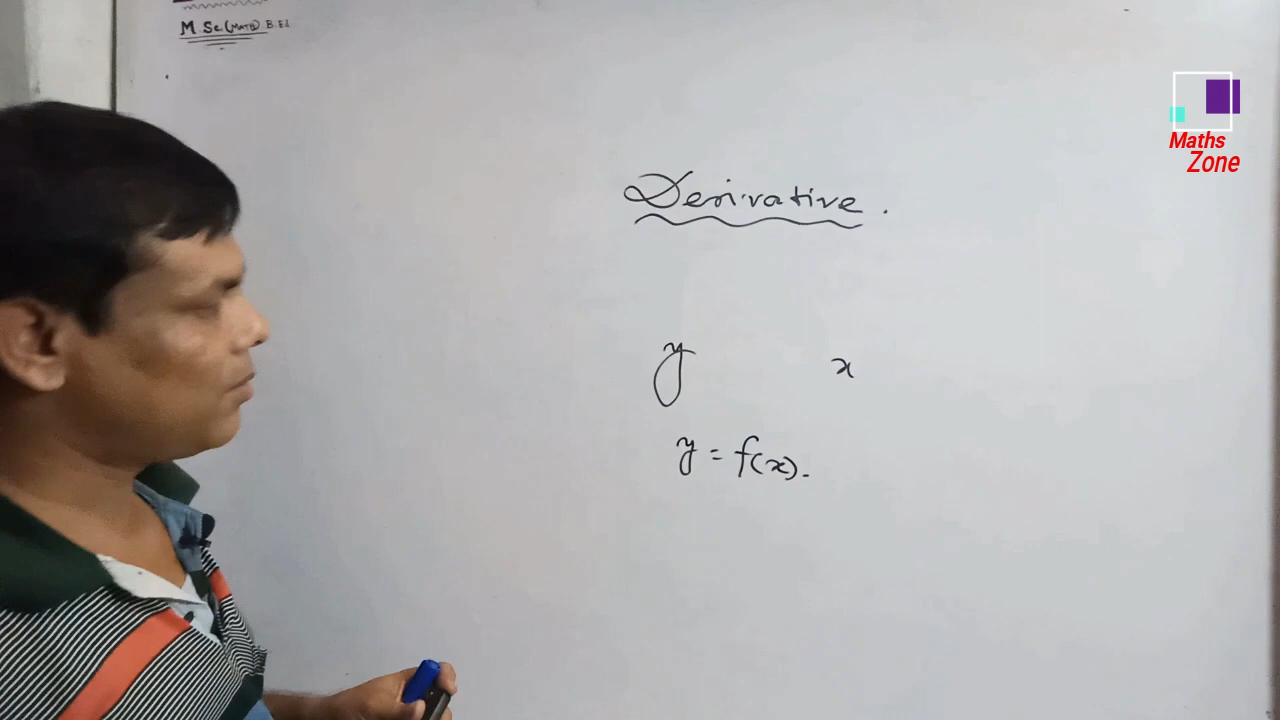 M.Sc.(MATH) B.Ed
Maths
Zone
Derivative.
y x
y = f(x).